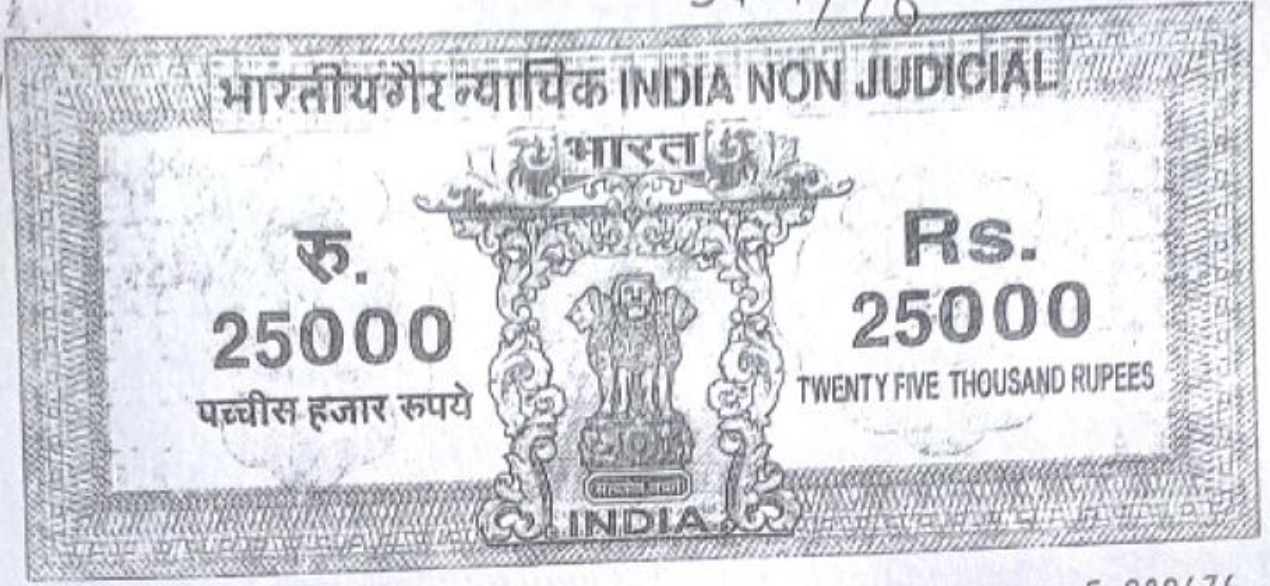 भारतीयगैर न्यायिक INDIA NON JUDICIAL
भारत
रु.
25000
पच्चीस हजार रुपये
Rs.
25000
TWENTY FIVE THOUSAND RUPEES
INDIA